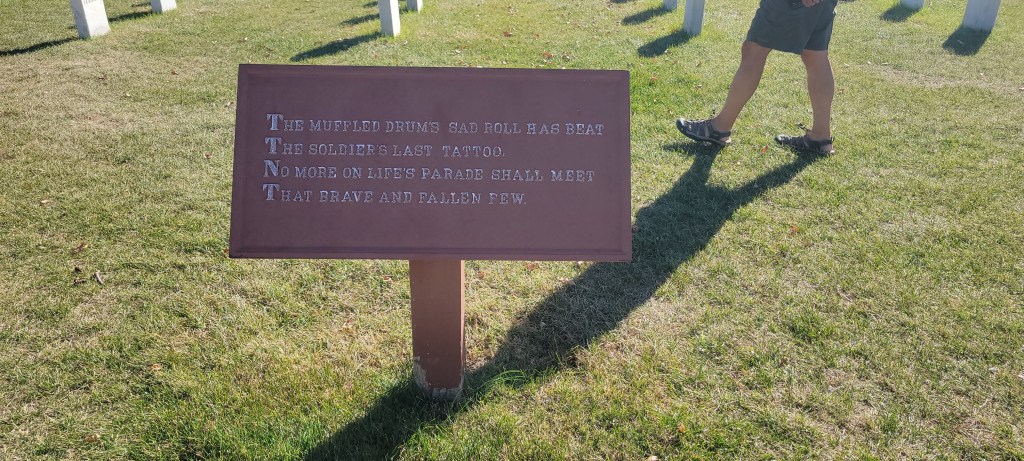 THE MUFFLED DRUM'S SAD ROLL HAS BEAT
THE SOLDIER'S LAST TATTOO.
NO MORE ON LIFE'S PARADE SHALL MEET
THAT BRAVE AND FALLEN FEW.